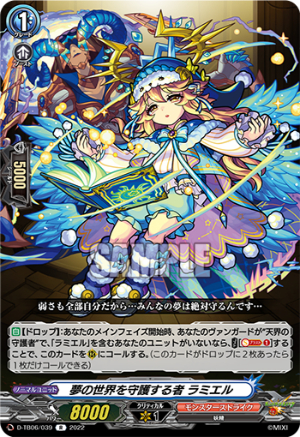 グレード
1
ブースト
シールド
5000
SAMPLE
弱さも全部自分だから…みんなの夢は絶対守るんです…
【ドロップ】:あなたのメインフェイズ開始時、あなたのヴァンガードが“天界の
守護者”で、「ラミエル」を含むあなたのユニットがいないなら、
ことで、このカードを(R)にコールする。(このカードがドロップに2枚あったら
1枚だけコールできる)
ノーマルユニット
夢の世界を守護する者 ラミエル
パワー
8000
クリティカル
1
モンスターストライク
妖精
D-TB06/039 R 2022
©MIXI